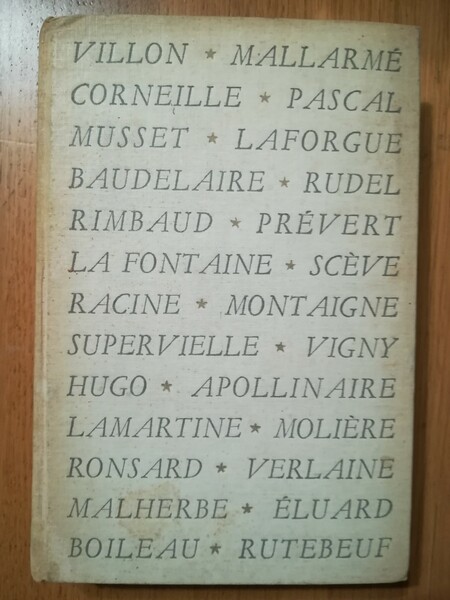 VILLON * MALLARMÉ
CORNEILLE * PASCAL
MUSSET * LAFORGUE
BAUDELAIRE * RUDEL
RIMBAUD * PRÉVERT
LA FONTAINE * SCÈVE
RACINE * MONTAIGNE
SUPERVIELLE * VIGNY
HUGO * APOLLINAIRE
LAMARTINE * MOLIÈRE
RONSARD * VERLAINE
MALHERBE * ÉLUARD
BOILEAU * RUTEBEUF